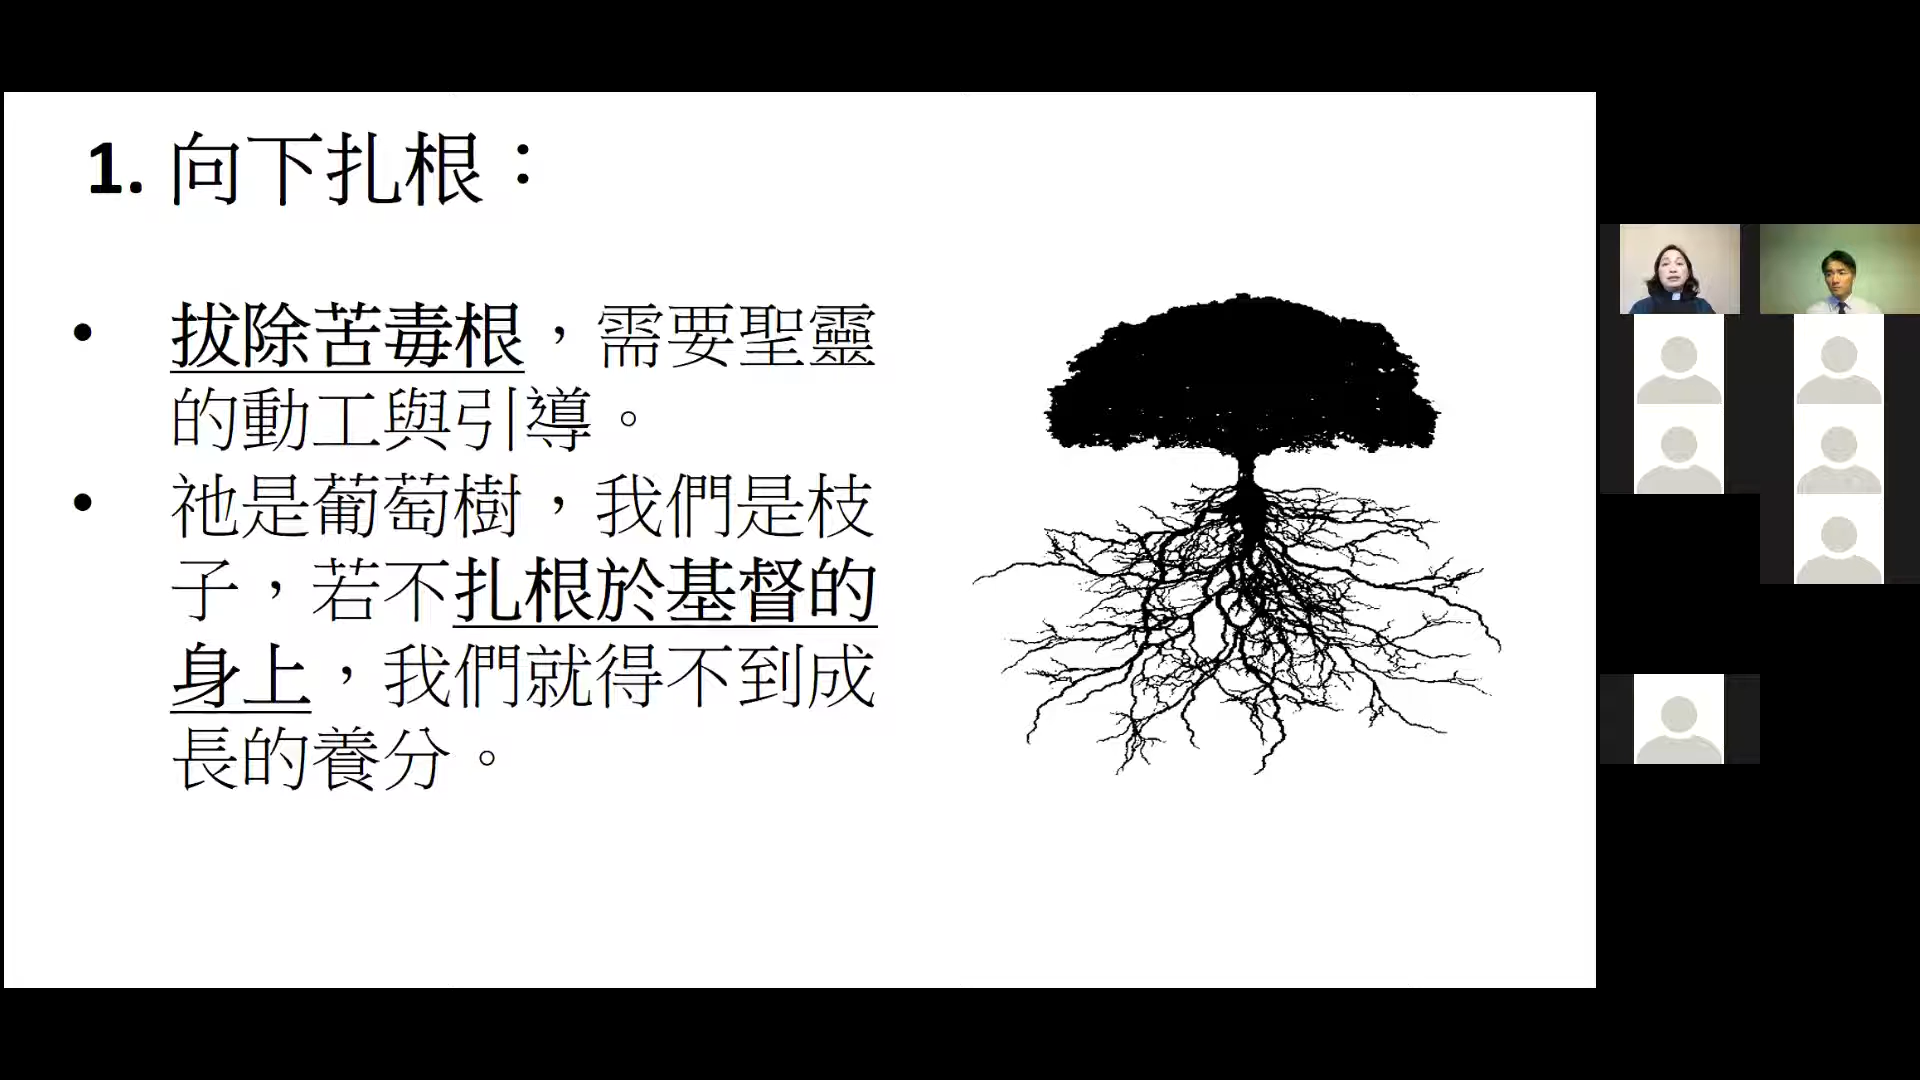 1. 向下扎根：
• 拔除苦毒根，需要聖靈
的動工與引導。
• 祂是葡萄樹，我們是枝
子，若不扎根於基督的
身上，我們就得不到成
長的養分。